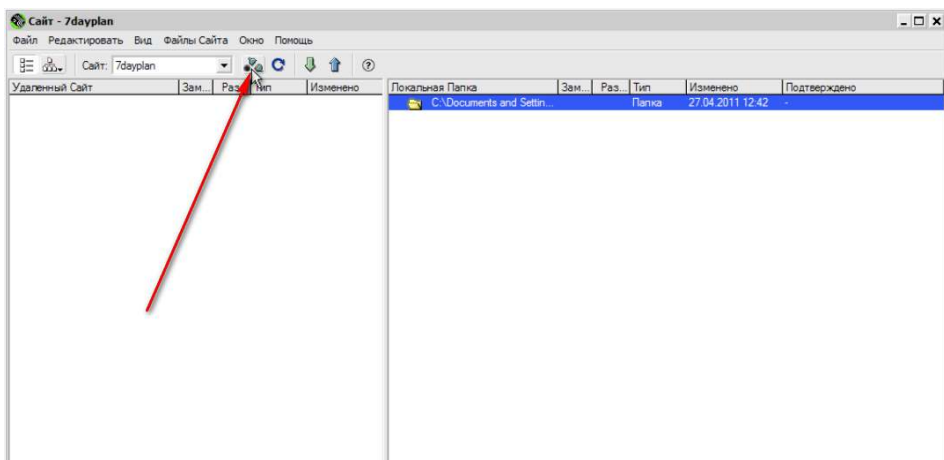 Сайт - 7dayplan
Файл Редактировать Вид Файлы Сайта Окно Помощь
Сайт: 7dayplan
Удаленный Сайт Зам... Раз... Тип Изменено Локальная Папка Зам... Раз... Тип Изменено Подтверждено
C:\Documents and Settin... Папка 27.04.2011 12:42 -